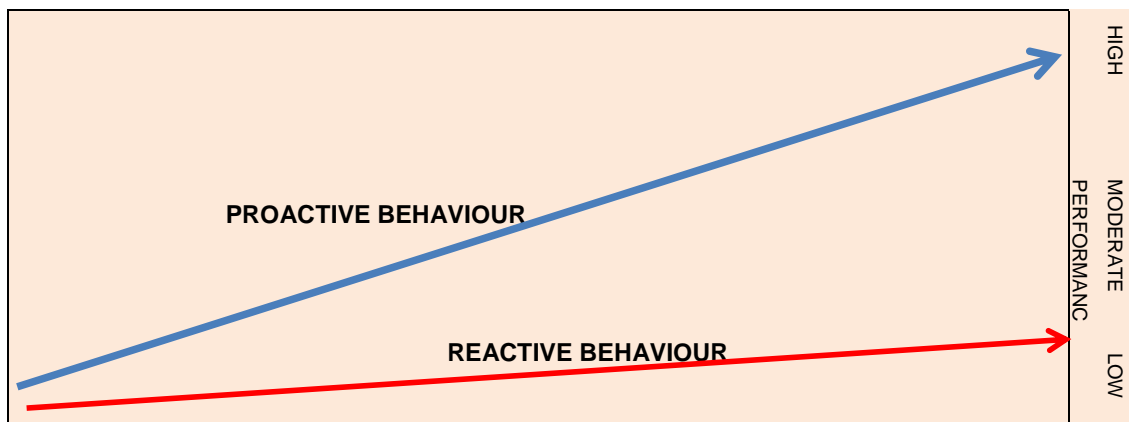 PROACTIVE BEHAVIOUR
REACTIVE BEHAVIOUR
PERFORMANC
HIGH
MODERATE
LOW